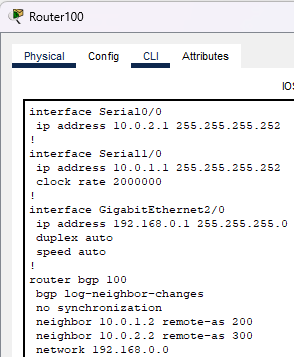 Router100
Physical Config CLI Attributes
interface Serial0/0
ip address 10.0.2.1 255.255.255.252
!
interface Serial1/0
ip address 10.0.1.1 255.255.255.252
clock rate 2000000
!
interface GigabitEthernet2/0
ip address 192.168.0.1 255.255.255.0
duplex auto
speed auto
!
router bgp 100
bgp log-neighbor-changes
no synchronization
neighbor 10.0.1.2 remote-as 200
neighbor 10.0.2.2 remote-as 300
network 192.168.0.0